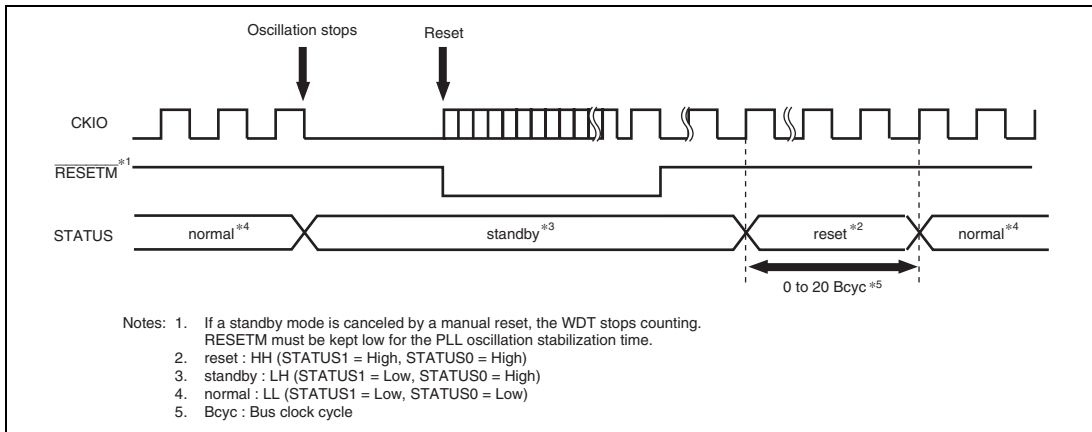 Oscillation stops
Reset
CKIO
RESETM*1
STATUS
normal*4
standby*3
reset*2
normal*4
0 to 20 Bcyc*5
Notes: 1. If a standby mode is canceled by a manual reset, the WDT stops counting.
RESETM must be kept low for the PLL oscillation stabilization time.
2. reset : HH (STATUS1 = High, STATUS0 = High)
3. standby : LH (STATUS1 = Low, STATUS0 = High)
4. normal : LL (STATUS1 = Low, STATUS0 = Low)
5. Bcyc : Bus clock cycle